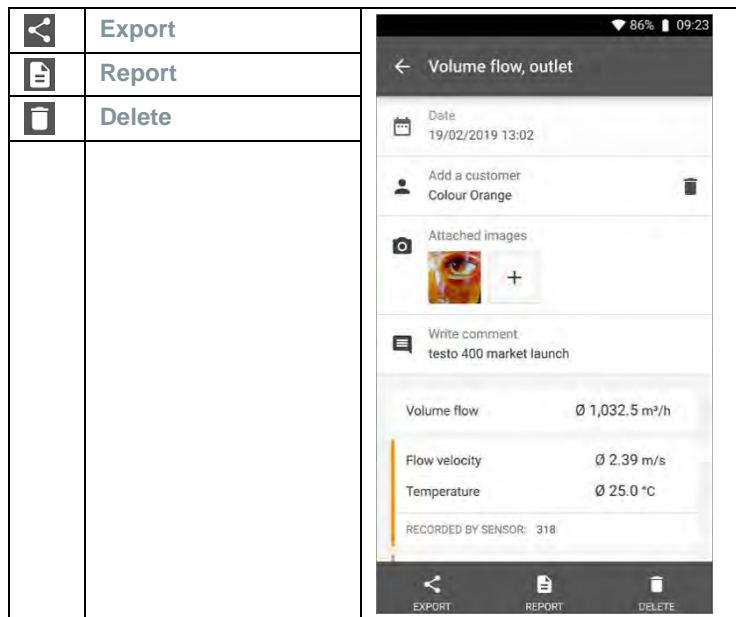 Export
Report
Delete
86% 09:23
Volume flow, outlet
Date
19/02/2019 13:02
Add a customer
Colour Orange
Attached images
+
Write comment
testo 400 market launch
Volume flow Ø 1,032.5 m³/h
Flow velocity Ø 2.39 m/s
Temperature Ø 25.0 °C
RECORDED BY SENSOR: 318
EXPORT REPORT DELETE